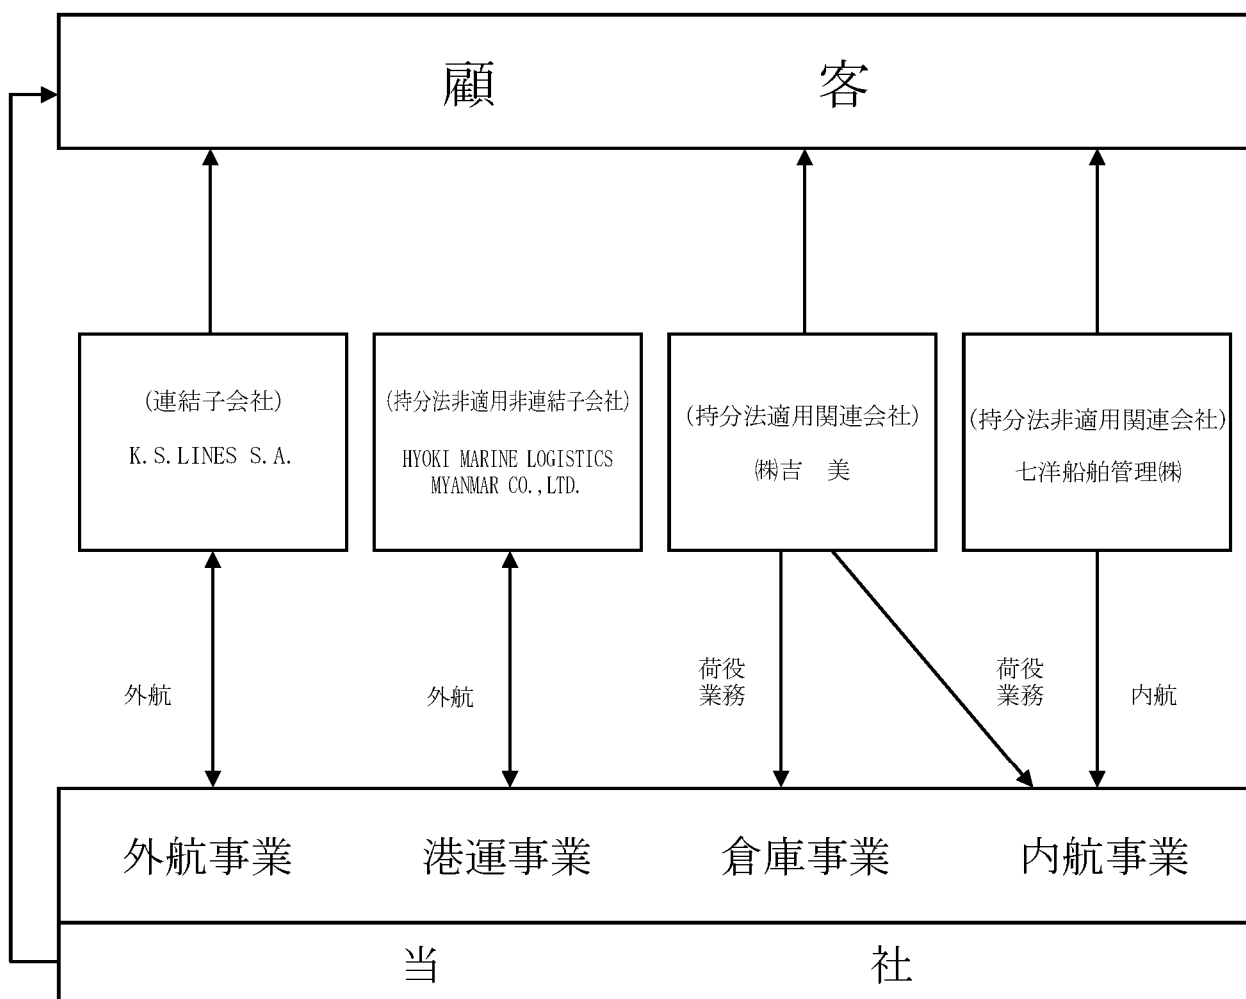 顧　客
(連結子会社)
K.S.LINES S.A.
(持分法非適用非連結子会社)
HYOKI MARINE LOGISTICS
MYANMAR CO.,LTD.
(持分法適用関連会社)
㈱吉　美
(持分法非適用関連会社)
七洋船舶管理㈱
外航
外航
荷役
業務
荷役
業務
内航
外航事業
港運事業
倉庫事業
内航事業
当　社